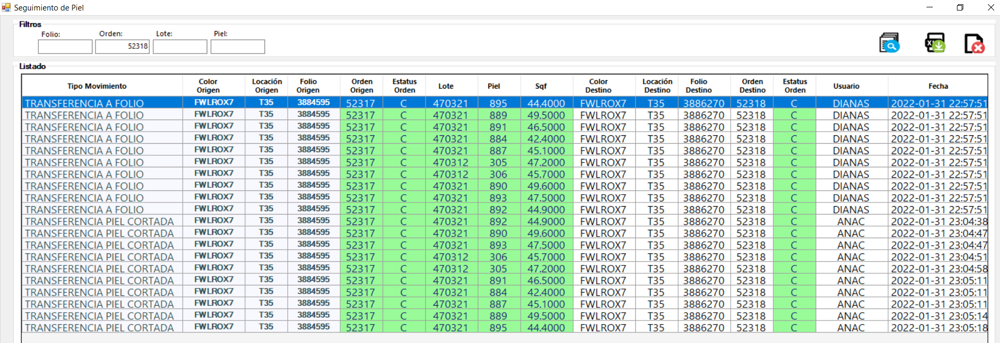 Seguimiento de Piel
Filtros
Folio: Orden: Lote: Piel:
52318
Listado
Tipo Movimiento Color Origen Locación Origen Folio Origen Orden Origen Estatus Orden Lote Piel Sqf Color Destino Locación Destino Folio Destino Orden Destino Estatus Orden Usuario Fecha
TRANSFERENCIA A FOLIO FWLROX7 T35 3884595 52317 C 470321 895 44.4000 FWLROX7 T35 3886270 52318 C DIANAS 2022-01-31 22:57:51
TRANSFERENCIA A FOLIO FWLROX7 T35 3884595 52317 C 470321 889 49.5000 FWLROX7 T35 3886270 52318 C DIANAS 2022-01-31 22:57:51
TRANSFERENCIA A FOLIO FWLROX7 T35 3884595 52317 C 470321 891 46.5000 FWLROX7 T35 3886270 52318 C DIANAS 2022-01-31 22:57:51
TRANSFERENCIA A FOLIO FWLROX7 T35 3884595 52317 C 470321 884 42.4000 FWLROX7 T35 3886270 52318 C DIANAS 2022-01-31 22:57:51
TRANSFERENCIA A FOLIO FWLROX7 T35 3884595 52317 C 470321 887 45.1000 FWLROX7 T35 3886270 52318 C DIANAS 2022-01-31 22:57:51
TRANSFERENCIA A FOLIO FWLROX7 T35 3884595 52317 C 470312 305 47.2000 FWLROX7 T35 3886270 52318 C DIANAS 2022-01-31 22:57:51
TRANSFERENCIA A FOLIO FWLROX7 T35 3884595 52317 C 470312 306 45.7000 FWLROX7 T35 3886270 52318 C DIANAS 2022-01-31 22:57:51
TRANSFERENCIA A FOLIO FWLROX7 T35 3884595 52317 C 470321 890 49.6000 FWLROX7 T35 3886270 52318 C DIANAS 2022-01-31 22:57:51
TRANSFERENCIA A FOLIO FWLROX7 T35 3884595 52317 C 470321 893 47.5000 FWLROX7 T35 3886270 52318 C DIANAS 2022-01-31 22:57:51
TRANSFERENCIA A FOLIO FWLROX7 T35 3884595 52317 C 470321 892 44.9000 FWLROX7 T35 3886270 52318 C DIANAS 2022-01-31 22:57:51
TRANSFERENCIA PIEL CORTADA FWLROX7 T35 3884595 52317 C 470321 892 44.9000 FWLROX7 T35 3886270 52318 C ANAC 2022-01-31 23:04:38
TRANSFERENCIA PIEL CORTADA FWLROX7 T35 3884595 52317 C 470321 890 49.6000 FWLROX7 T35 3886270 52318 C ANAC 2022-01-31 23:04:47
TRANSFERENCIA PIEL CORTADA FWLROX7 T35 3884595 52317 C 470321 893 47.5000 FWLROX7 T35 3886270 52318 C ANAC 2022-01-31 23:04:47
TRANSFERENCIA PIEL CORTADA FWLROX7 T35 3884595 52317 C 470312 306 45.7000 FWLROX7 T35 3886270 52318 C ANAC 2022-01-31 23:04:51
TRANSFERENCIA PIEL CORTADA FWLROX7 T35 3884595 52317 C 470312 305 47.2000 FWLROX7 T35 3886270 52318 C ANAC 2022-01-31 23:04:58
TRANSFERENCIA PIEL CORTADA FWLROX7 T35 3884595 52317 C 470321 891 46.5000 FWLROX7 T35 3886270 52318 C ANAC 2022-01-31 23:05:11
TRANSFERENCIA PIEL CORTADA FWLROX7 T35 3884595 52317 C 470321 884 42.4000 FWLROX7 T35 3886270 52318 C ANAC 2022-01-31 23:05:11
TRANSFERENCIA PIEL CORTADA FWLROX7 T35 3884595 52317 C 470321 887 45.1000 FWLROX7 T35 3886270 52318 C ANAC 2022-01-31 23:05:11
TRANSFERENCIA PIEL CORTADA FWLROX7 T35 3884595 52317 C 470321 889 49.5000 FWLROX7 T35 3886270 52318 C ANAC 2022-01-31 23:05:14
TRANSFERENCIA PIEL CORTADA FWLROX7 T35 3884595 52317 C 470321 895 44.4000 FWLROX7 T35 3886270 52318 C ANAC 2022-01-31 23:05:18